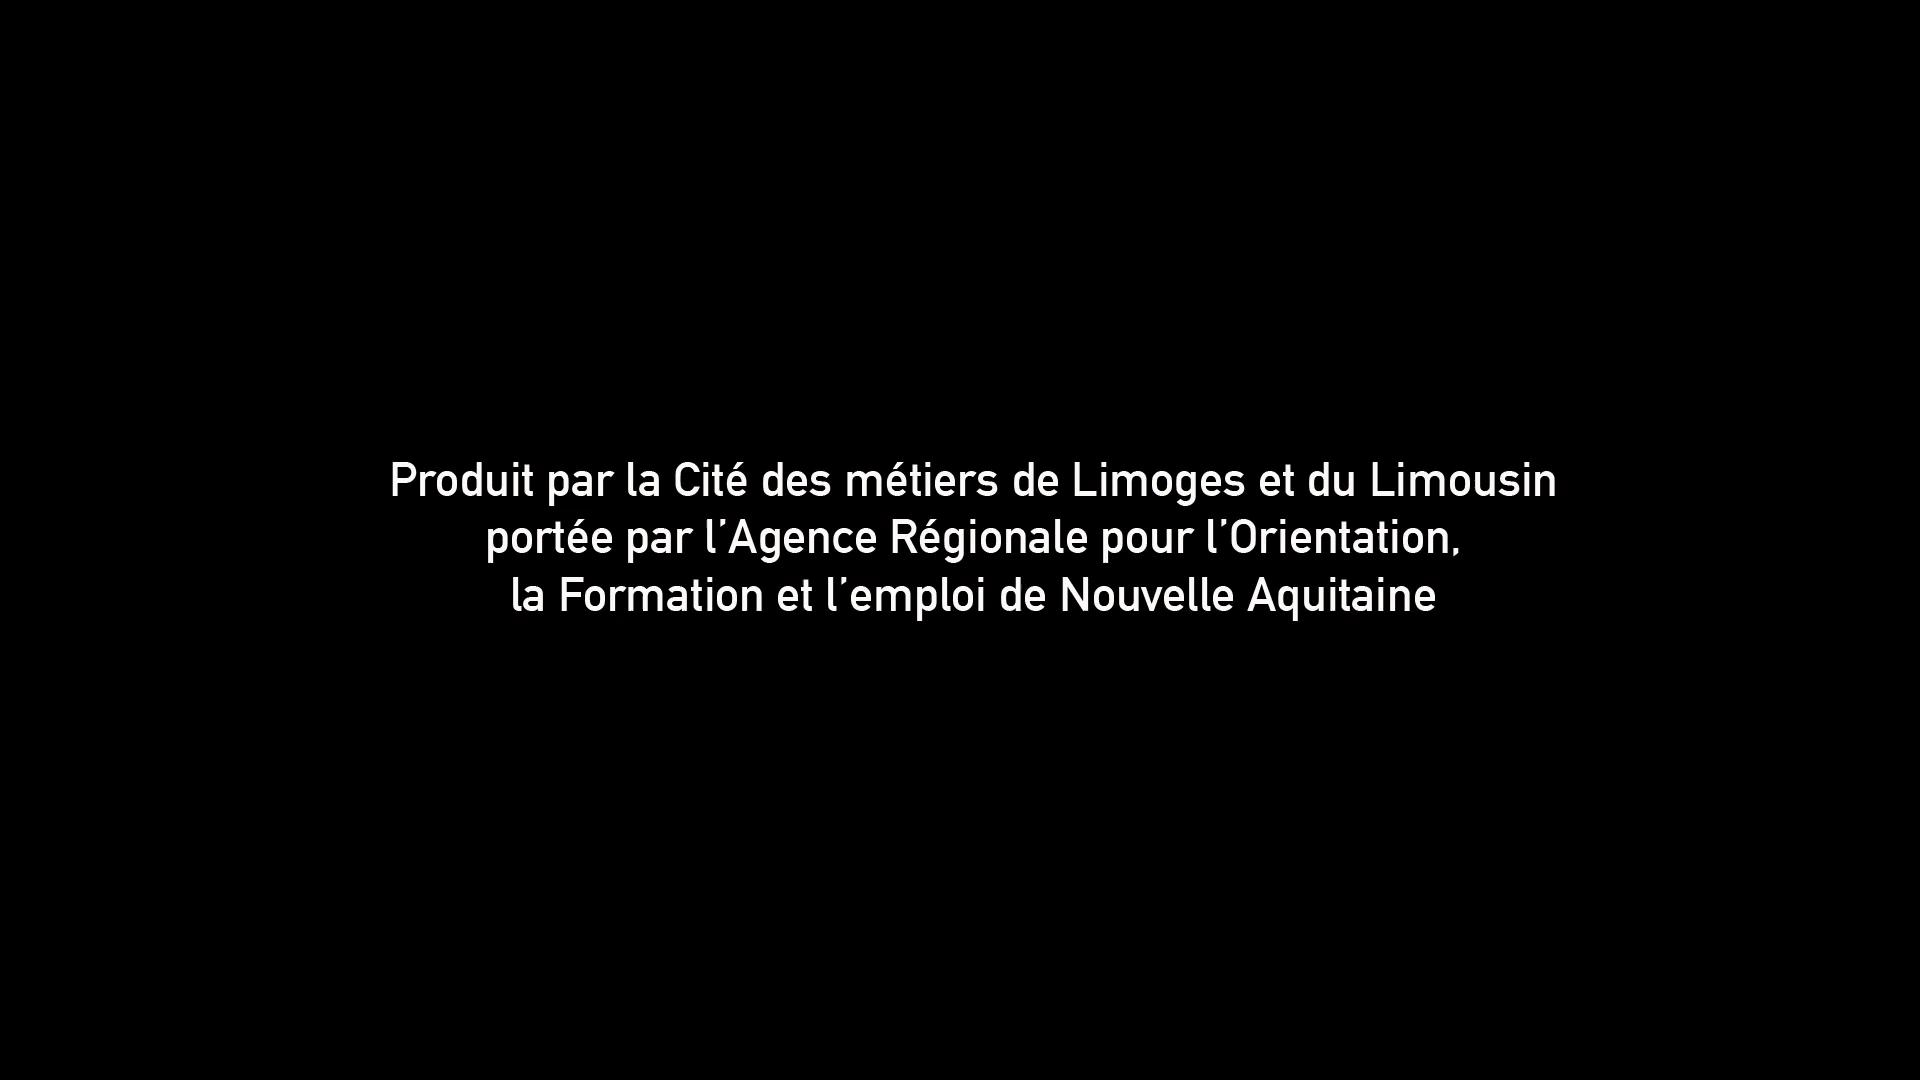 Produit par la Cité des métiers de Limoges et du Limousin
portée par l’Agence Régionale pour l’Orientation,
la Formation et l’emploi de Nouvelle Aquitaine